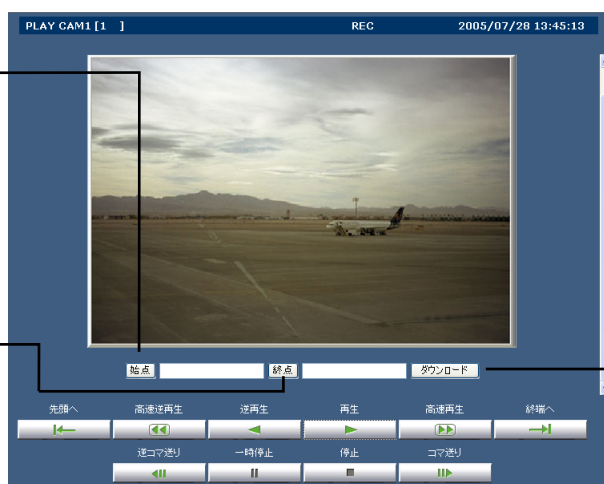 PLAY CAM1 [1 ] REC 2005/07/28 13:45:13
始点 終点 ダウンロード
先頭へ 高速逆再生 逆再生 再生 高速再生 終端へ
逆コマ送り 一時停止 停止 コマ送り